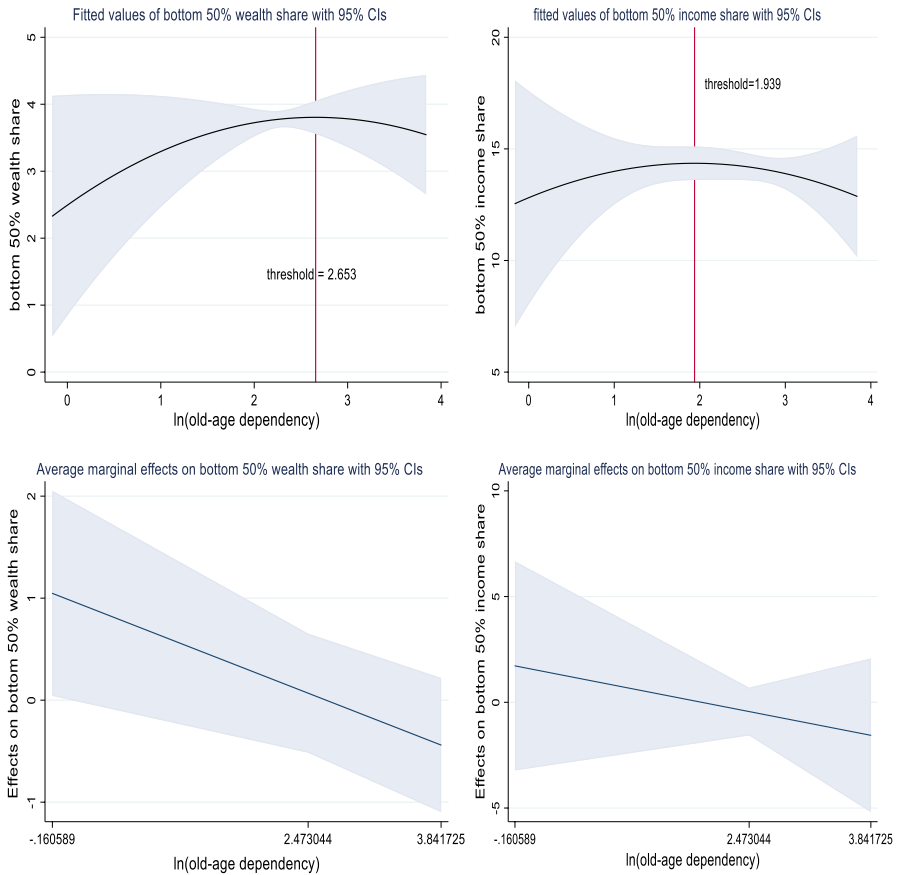 Fitted values of bottom 50% wealth share with 95% CIs
5
4
3
2
1
0
bottom 50% wealth share
threshold = 2.653
0 1 2 3 4
ln(old-age dependency)
fitted values of bottom 50% income share with 95% CIs
20
15
10
5
bottom 50% income share
threshold=1.939
0 1 2 3 4
ln(old-age dependency)
Average marginal effects on bottom 50% wealth share with 95% CIs
2
1
0
-1
Effects on bottom 50% wealth share
-.160589 2.473044 3.841725
ln(old-age dependency)
Average marginal effects on bottom 50% income share with 95% CIs
10
5
0
-5
Effects on bottom 50% income share
-.160589 2.473044 3.841725
ln(old-age dependency)